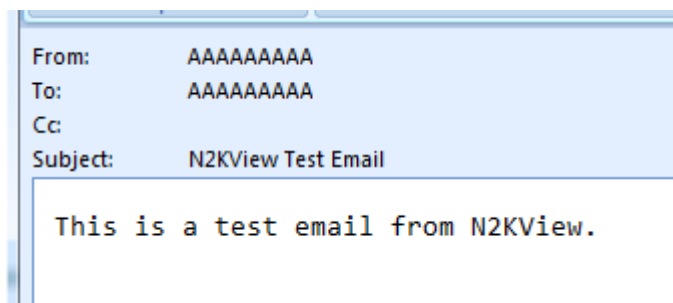 From: AAAAAAAAA
To: AAAAAAAAA
Cc:
Subject: N2KView Test Email
This is a test email from N2KView.